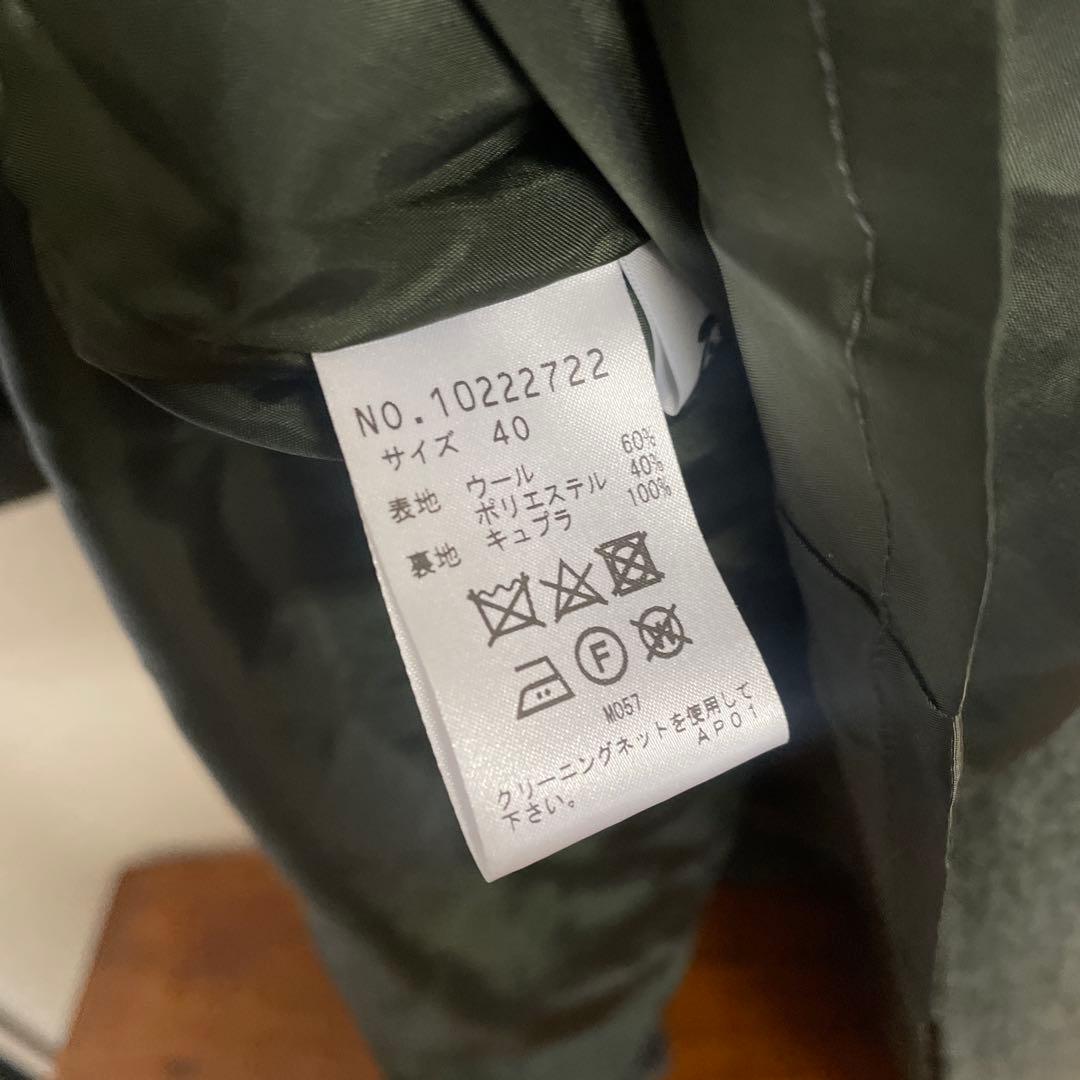 NO.10222722
サイズ 40
表地 ウール 60%
ポリエステル 40%
裏地 キュプラ 100%
F
W
M057
クリーニングネットを使用して
下さい。
AP01